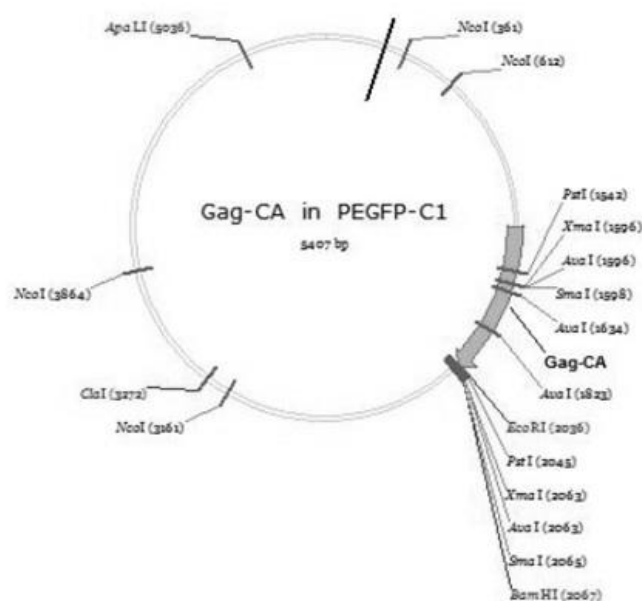 ApaLI (5036)
NcoI (361)
NcoI (612)
Gag-CA in PEGFP-C1
5407 bp
PstI (1542)
XmaI (1596)
AvaI (1596)
SmaI (1598)
AvaI (1634)
Gag-CA
AvaI (1823)
EcoRI (2036)
PstI (2045)
XmaI (2063)
AvaI (2063)
SmaI (2065)
BamHI (2067)
NcoI (3864)
ClaI (3272)
NcoI (3161)